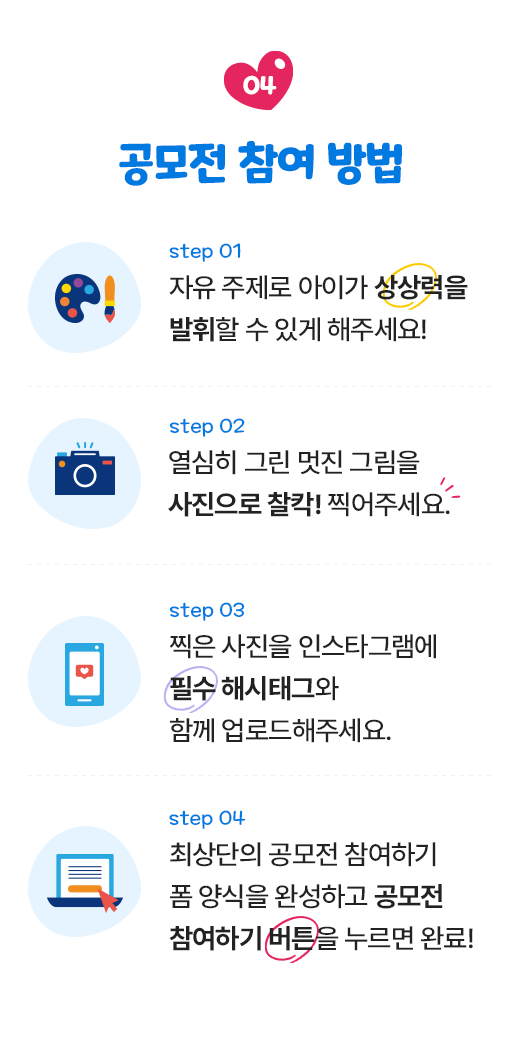 04
공모전 참여 방법
step 01
자유 주제로 아이가 상상력을
발휘할 수 있게 해주세요!
step 02
열심히 그린 멋진 그림을
사진으로 찰칵! 찍어주세요.
step 03
찍은 사진을 인스타그램에
필수 해시태그와
함께 업로드해주세요.
step 04
최상단의 공모전 참여하기
폼 양식을 완성하고 공모전
참여하기 버튼을 누르면 완료!